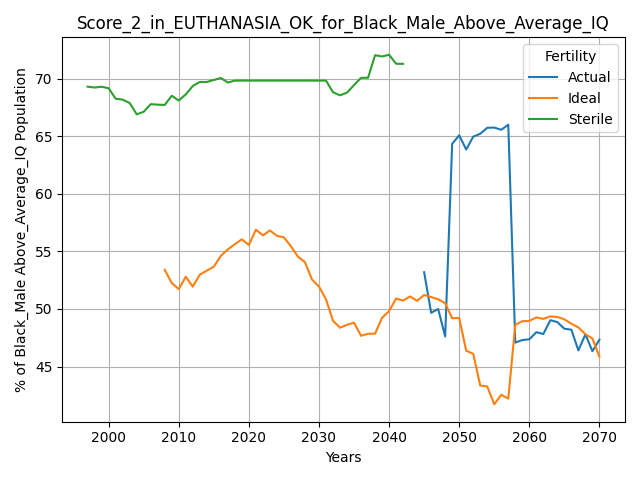 Score_2_in_EUTHANASIA_OK_for_Black_Male_Above_Average_IQ
Fertility
Actual
Ideal
Sterile
% of Black_Male Above_Average_IQ Population
70
65
60
55
50
45
2000
2010
2020
2030
2040
2050
2060
2070
Years